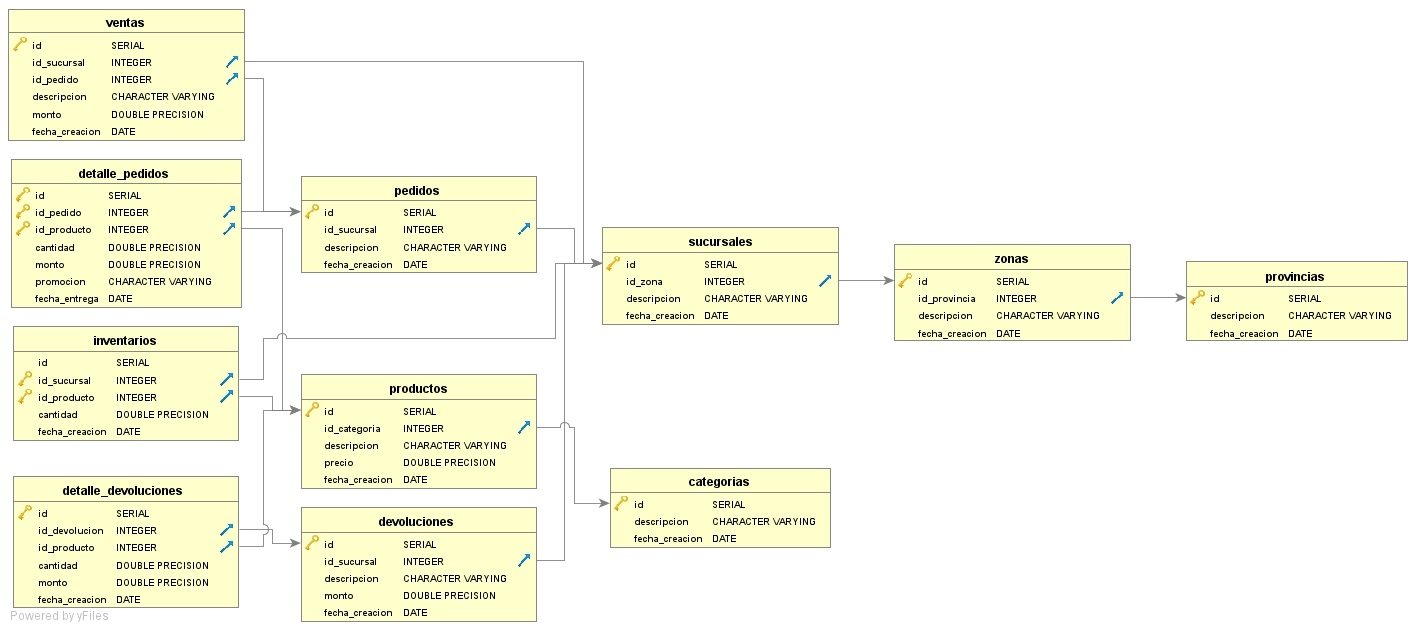 ventas
id SERIAL
id_sucursal INTEGER
id_pedido INTEGER
descripcion CHARACTER VARYING
monto DOUBLE PRECISION
fecha_creacion DATE
detalle_pedidos
id SERIAL
id_pedido INTEGER
id_producto INTEGER
cantidad DOUBLE PRECISION
monto DOUBLE PRECISION
promocion CHARACTER VARYING
fecha_entrega DATE
inventarios
id SERIAL
id_sucursal INTEGER
id_producto INTEGER
cantidad DOUBLE PRECISION
fecha_creacion DATE
detalle_devoluciones
id SERIAL
id_devolucion INTEGER
id_producto INTEGER
cantidad DOUBLE PRECISION
monto DOUBLE PRECISION
fecha_creacion DATE
pedidos
id SERIAL
id_sucursal INTEGER
descripcion CHARACTER VARYING
fecha_creacion DATE
productos
id SERIAL
id_categoria INTEGER
descripcion CHARACTER VARYING
precio DOUBLE PRECISION
fecha_creacion DATE
devoluciones
id SERIAL
id_sucursal INTEGER
descripcion CHARACTER VARYING
monto DOUBLE PRECISION
fecha_creacion DATE
sucursales
id SERIAL
id_zona INTEGER
descripcion CHARACTER VARYING
fecha_creacion DATE
categorias
id SERIAL
descripcion CHARACTER VARYING
fecha_creacion DATE
zonas
id SERIAL
id_provincia INTEGER
descripcion CHARACTER VARYING
fecha_creacion DATE
provincias
id SERIAL
descripcion CHARACTER VARYING
fecha_creacion DATE
Powered by yFiles